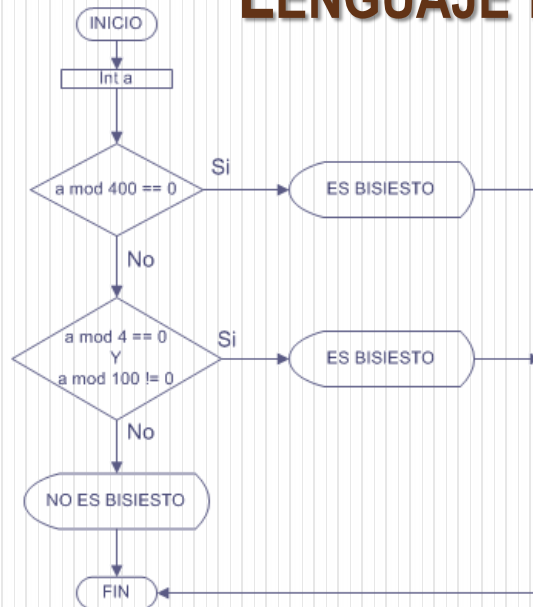 LENGUAJE
INICIO
Int a
a mod 400 == 0
Si
ES BISIESTO
No
a mod 4 == 0
Y
a mod 100 != 0
Si
ES BISIESTO
No
NO ES BISIESTO
FIN